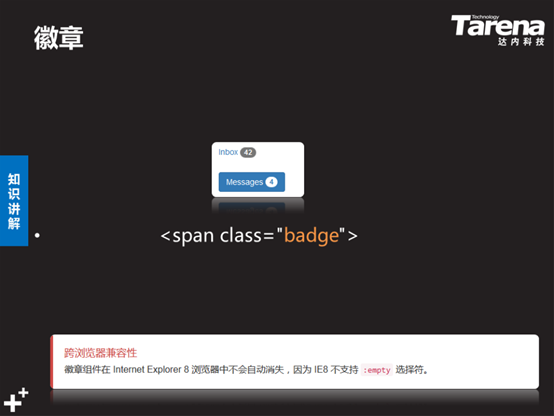 徽章
Technology
Tarena
达内科技
Inbox 42
Messages 4
知识讲解
• <span class="badge">
跨浏览器兼容性
徽章组件在 Internet Explorer 8 浏览器中不会自动消失，因为 IE8 不支持 :empty 选择符。